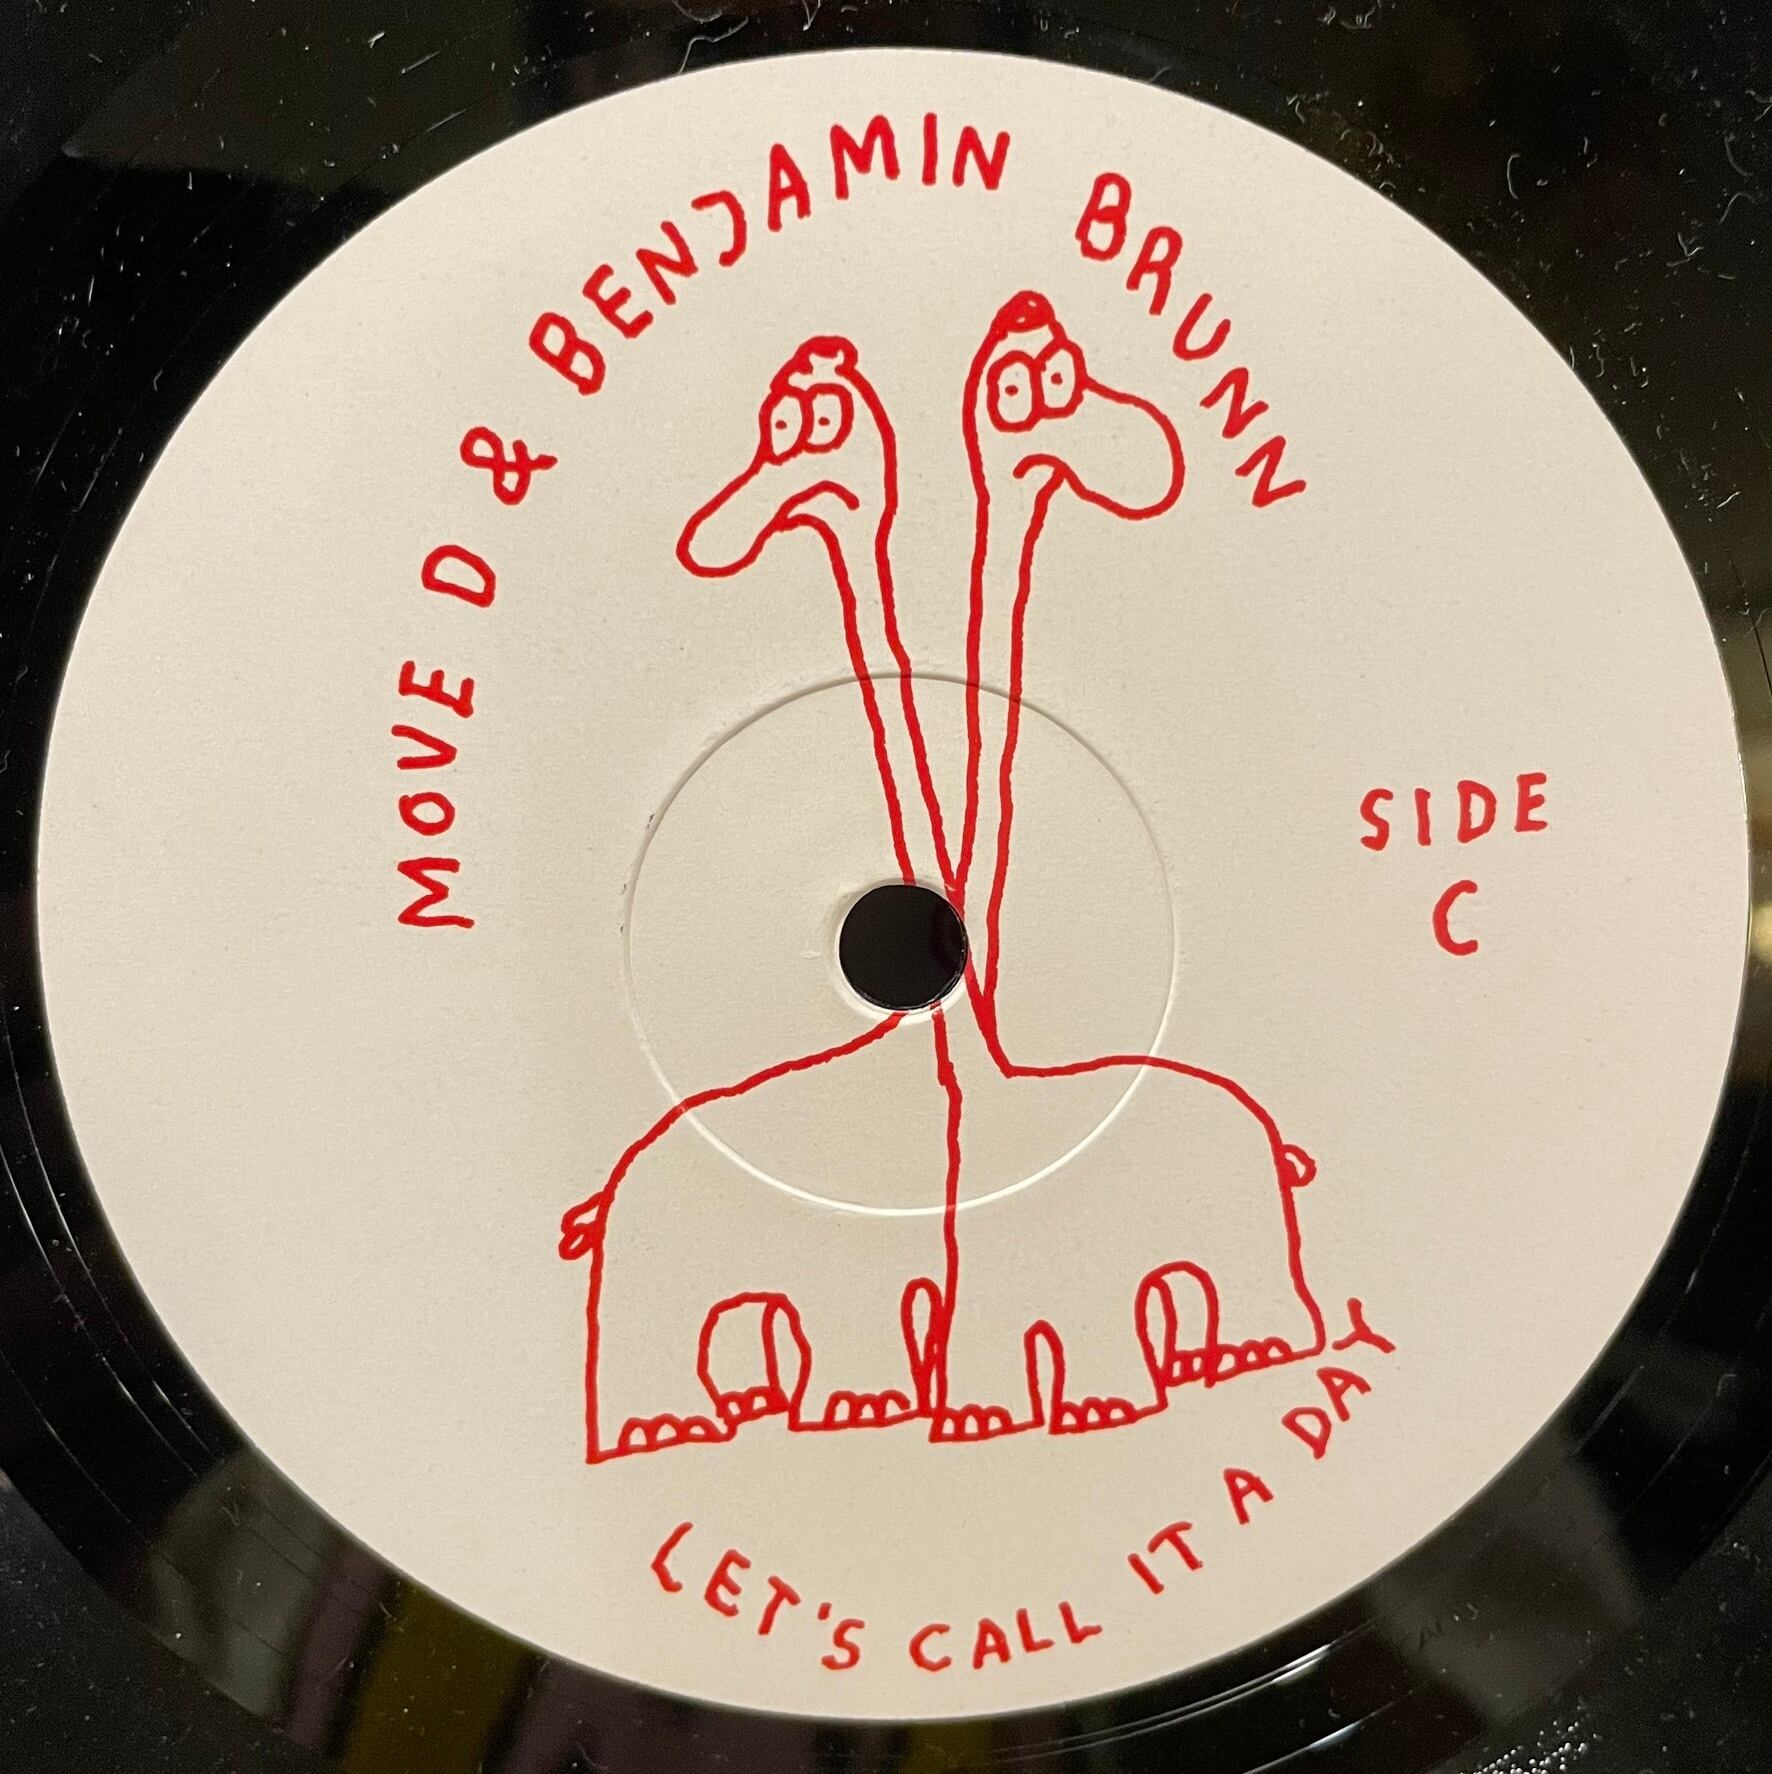 MOVE D & BENJAMIN BRUNN
SIDE
C
LET'S CALL IT A DAY